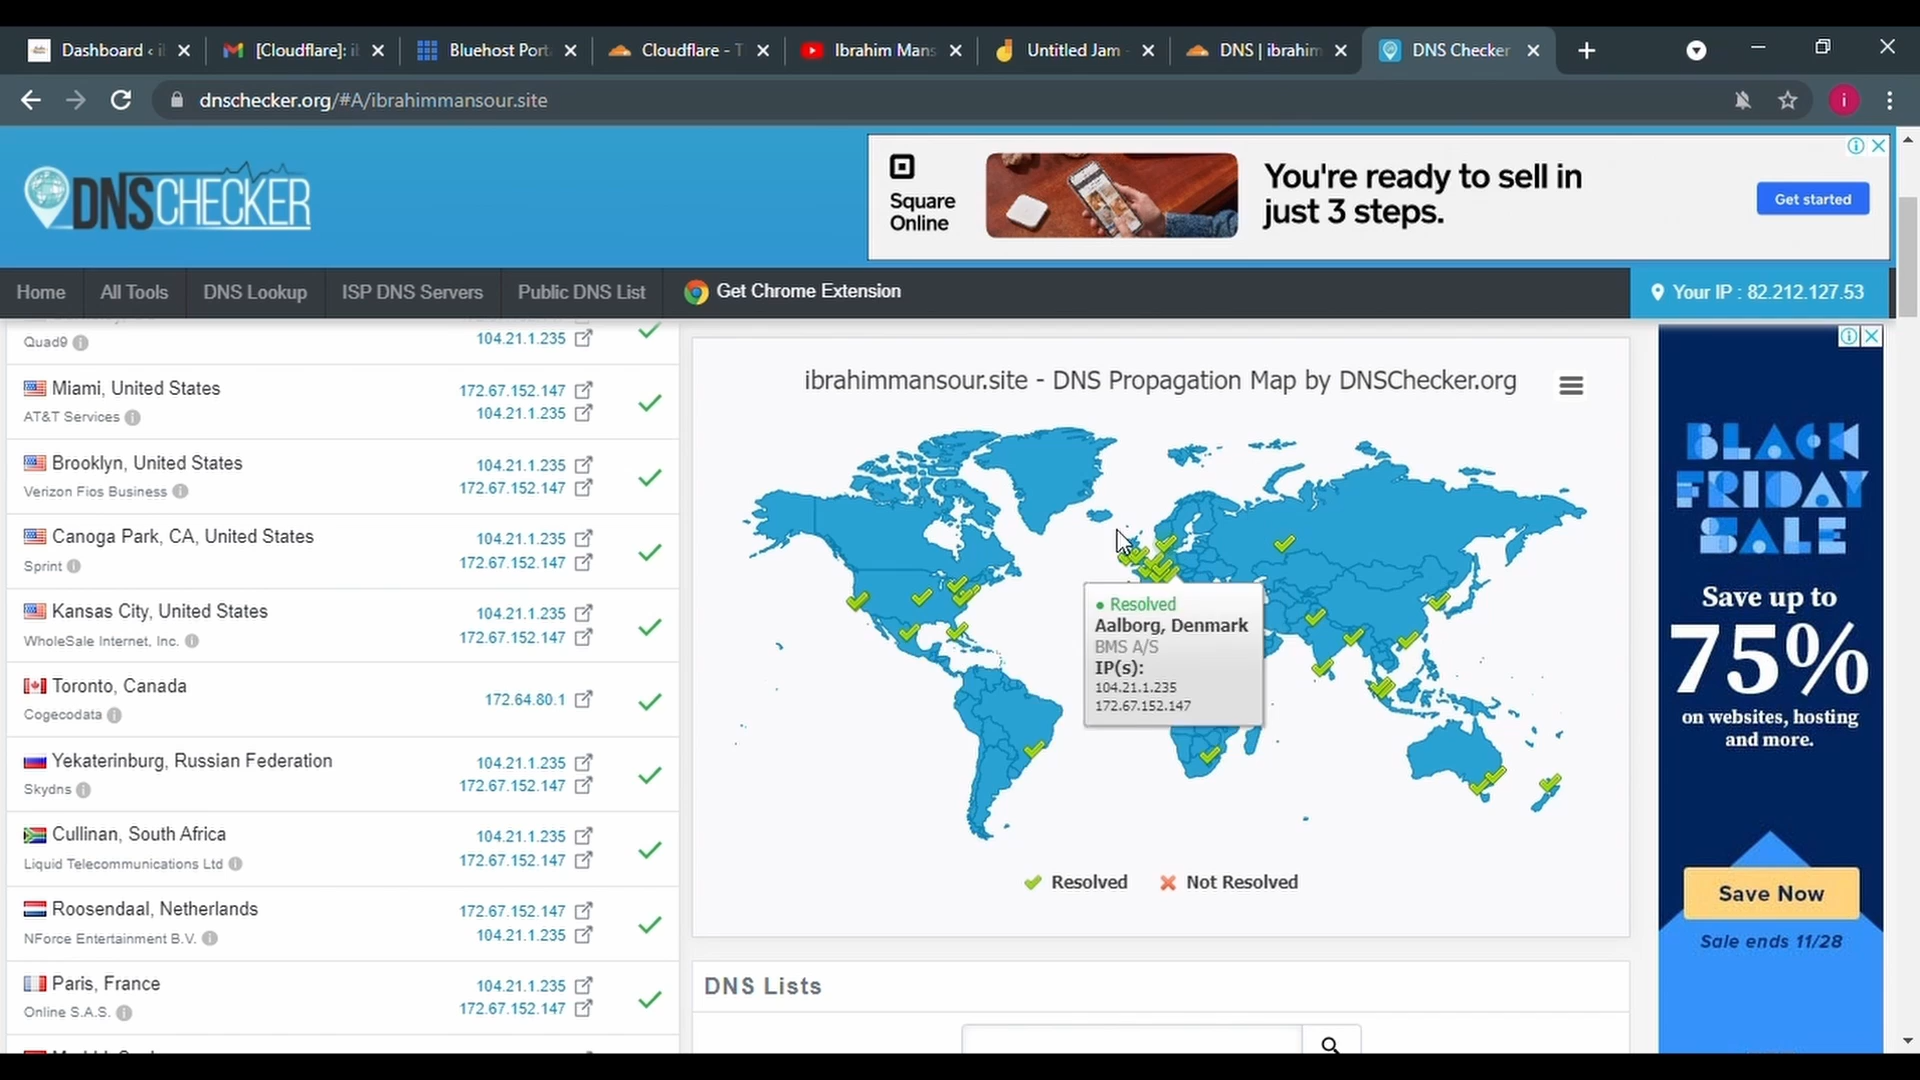 Dashboard ‹ i
[Cloudflare]: i
Bluehost Port
Cloudflare - T
Ibrahim Mans
Untitled Jam -
DNS | ibrahim
DNS Checker
dnschecker.org/#A/ibrahimmansour.site
i
DNSCHECKER
Square
Online
You're ready to sell in
just 3 steps.
Get started
Home
All Tools
DNS Lookup
ISP DNS Servers
Public DNS List
Get Chrome Extension
Your IP : 82.212.127.53
104.21.1.235
Quad9
Miami, United States
172.67.152.147
AT&T Services
104.21.1.235
Brooklyn, United States
104.21.1.235
Verizon Fios Business
172.67.152.147
Canoga Park, CA, United States
104.21.1.235
Sprint
172.67.152.147
Kansas City, United States
104.21.1.235
WholeSale Internet, Inc.
172.67.152.147
Toronto, Canada
172.64.80.1
Cogecodata
Yekaterinburg, Russian Federation
104.21.1.235
Skydns
172.67.152.147
Cullinan, South Africa
104.21.1.235
Liquid Telecommunications Ltd
172.67.152.147
Roosendaal, Netherlands
172.67.152.147
NForce Entertainment B.V.
104.21.1.235
Paris, France
104.21.1.235
Online S.A.S.
172.67.152.147
ibrahimmansour.site - DNS Propagation Map by DNSChecker.org
Resolved
Aalborg, Denmark
BMS A/S
IP(s):
104.21.1.235
172.67.152.147
Resolved
Not Resolved
DNS Lists
BLACK
FRIDAY
SALE
Save up to
75%
on websites, hosting
and more.
Save Now
Sale ends 11/28